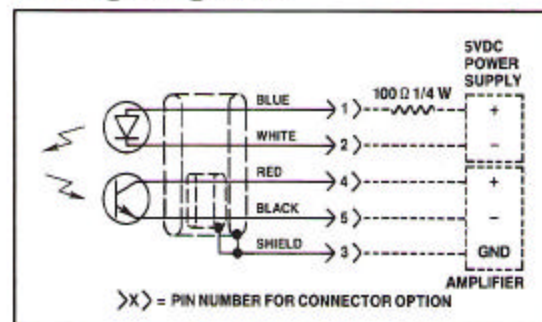 5VDC
POWER
SUPPLY
100 Ω 1/4 W
BLUE
1
+
WHITE
2
−
RED
4
+
BLACK
5
−
SHIELD
3
GND
AMPLIFIER
>X> = PIN NUMBER FOR CONNECTOR OPTION